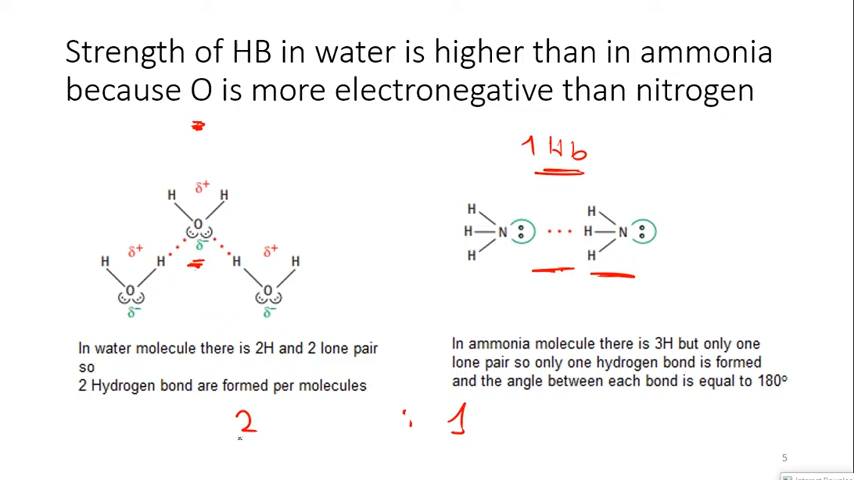 Strength of HB in water is higher than in ammonia
because O is more electronegative than nitrogen
1 Hb
H δ+ H
O
δ-
H δ+ H
O
δ-
H δ+ H
O
δ-
H
H N : ...
H
H
H N :
H
In water molecule there is 2H and 2 lone pair
so
2 Hydrogen bond are formed per molecules
In ammonia molecule there is 3H but only one
lone pair so only one hydrogen bond is formed
and the angle between each bond is equal to 180º
2 : 1
5